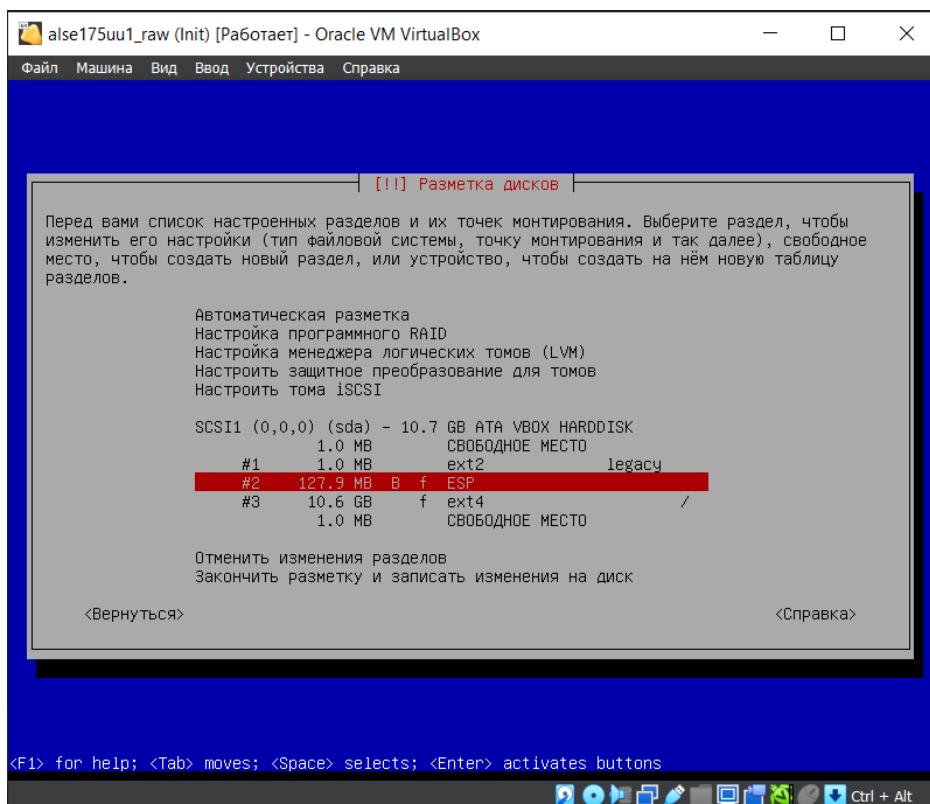 alse175uu1_raw (Init) [Работает] - Oracle VM VirtualBox
Файл Машина Вид Ввод Устройства Справка
[!!] Разметка дисков
Перед вами список настроенных разделов и их точек монтирования. Выберите раздел, чтобы
изменить его настройки (тип файловой системы, точку монтирования и так далее), свободное
место, чтобы создать новый раздел, или устройство, чтобы создать на нём новую таблицу
разделов.
Автоматическая разметка
Настройка программного RAID
Настройка менеджера логических томов (LVM)
Настроить защитное преобразование для томов
Настроить тома iSCSI
SCSI1 (0,0,0) (sda) - 10.7 GB ATA VBOX HARDDISK
1.0 MB СВОБОДНОЕ МЕСТО
#1 1.0 MB ext2 legacy
#2 127.9 MB B f ESP
#3 10.6 GB f ext4 /
1.0 MB СВОБОДНОЕ МЕСТО
Отменить изменения разделов
Закончить разметку и записать изменения на диск
<Вернуться> <Справка>
<F1> for help; <Tab> moves; <Space> selects; <Enter> activates buttons
Ctrl + Alt